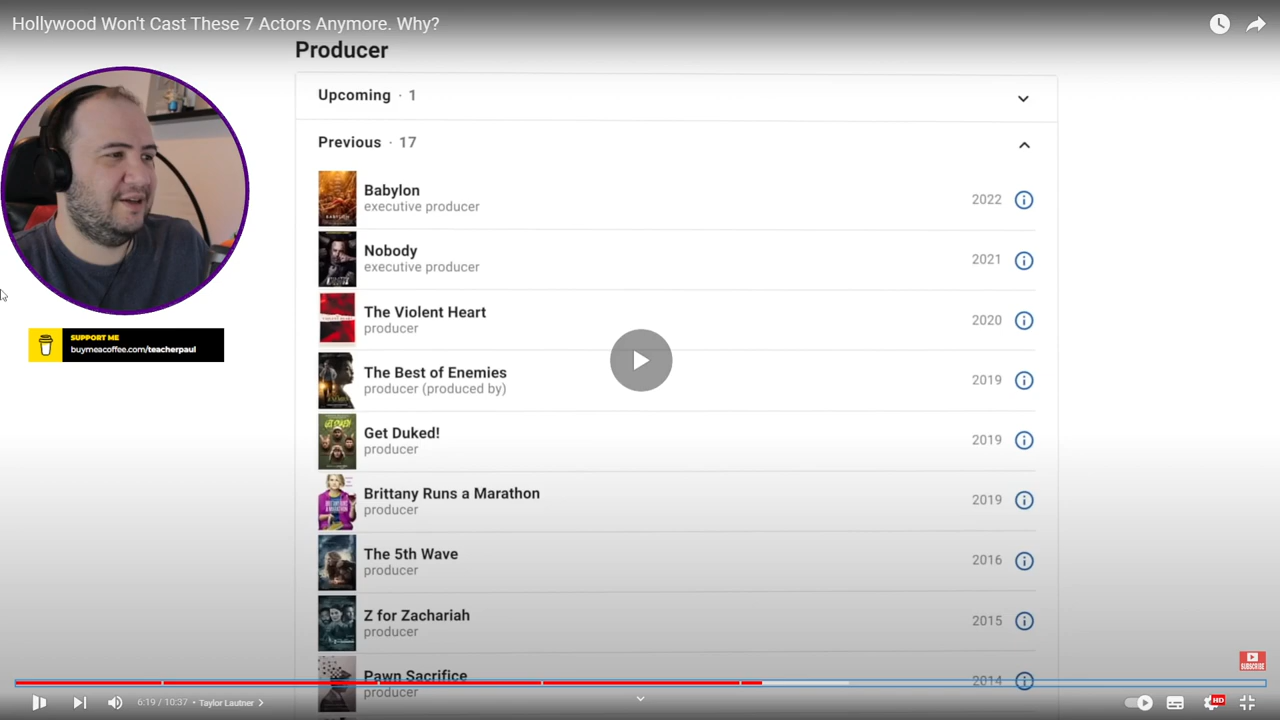 Hollywood Won't Cast These 7 Actors Anymore. Why?
Producer
Upcoming · 1
Previous · 17
Babylon
executive producer
2022
Nobody
executive producer
2021
The Violent Heart
producer
2020
The Best of Enemies
producer (produced by)
2019
Get Duked!
producer
2019
Brittany Runs a Marathon
producer
2019
The 5th Wave
producer
2016
Z for Zachariah
producer
2015
Pawn Sacrifice
producer
2014
SUPPORT ME
buymeacoffee.com/teacherpaul
SUBSCRIBE
6:19 / 10:37 • Taylor Lautner
HD